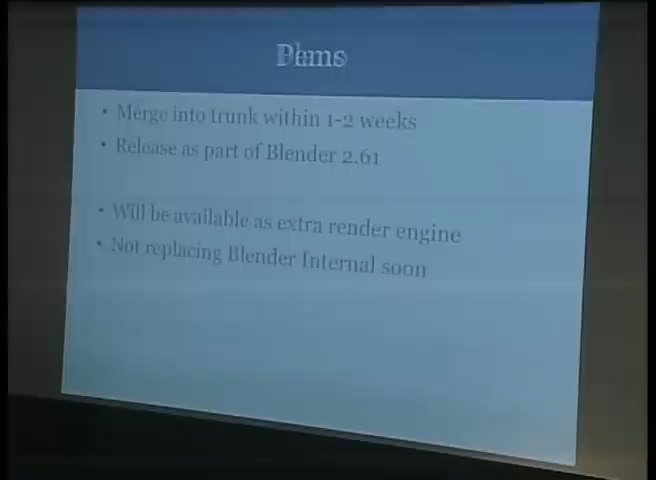 • Merge into trunk within 1-2 weeks
• Release as part of Blender 2.61
• Will be available as extra render engine
• Not replacing Blender Internal soon